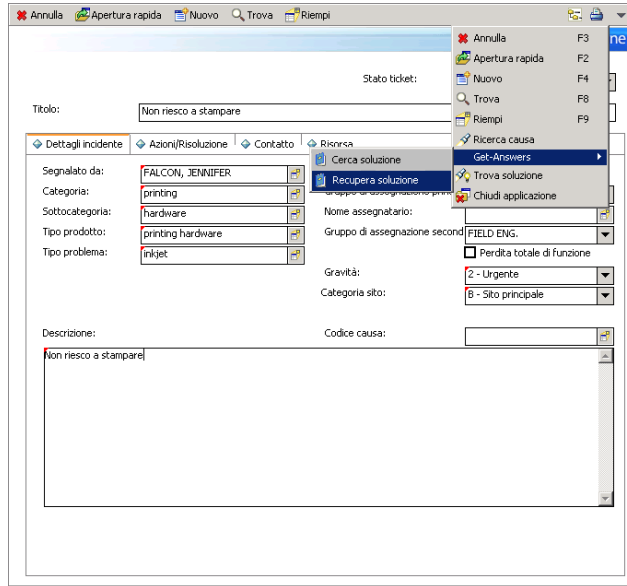 Annulla Apertura rapida Nuovo Trova Riempi
ne
Annulla F3
Apertura rapida F2
Nuovo F4
Trova F8
Riempi F9
Ricerca causa
Get-Answers
Trova soluzione
Chiudi applicazione
Cerca soluzione
Recupera soluzione
Stato ticket:
Titolo: Non riesco a stampare
Dettagli incidente Azioni/Risoluzione Contatto Risorsa
Segnalato da: FALCON, JENNIFER
Categoria: printing
Sottocategoria: hardware Nome assegnatario:
Tipo prodotto: printing hardware Gruppo di assegnazione second FIELD ENG.
Tipo problema: inkjet Perdita totale di funzione
Gravità: 2 - Urgente
Categoria sito: B - Sito principale
Descrizione: Codice causa:
Non riesco a stampare